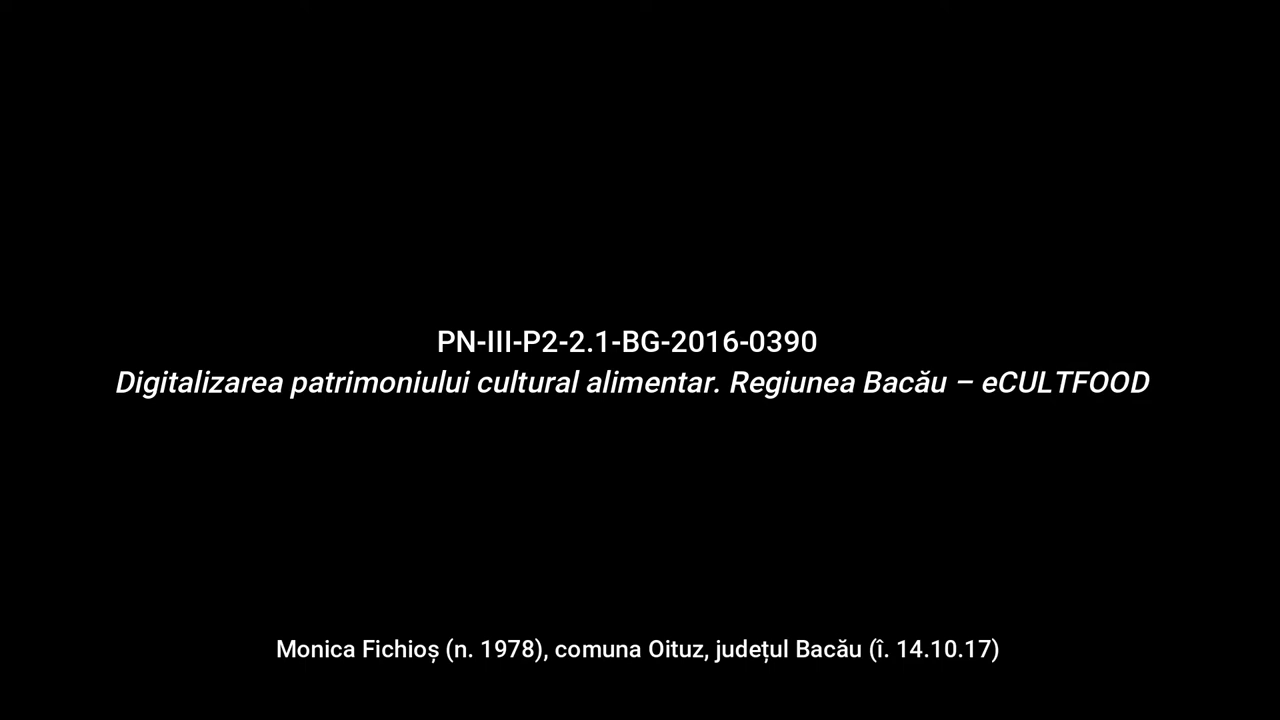 PN-III-P2-2.1-BG-2016-0390
Digitalizarea patrimoniului cultural alimentar. Regiunea Bacău – eCULTFOOD
Monica Fichioș (n. 1978), comuna Oituz, județul Bacău (î. 14.10.17)